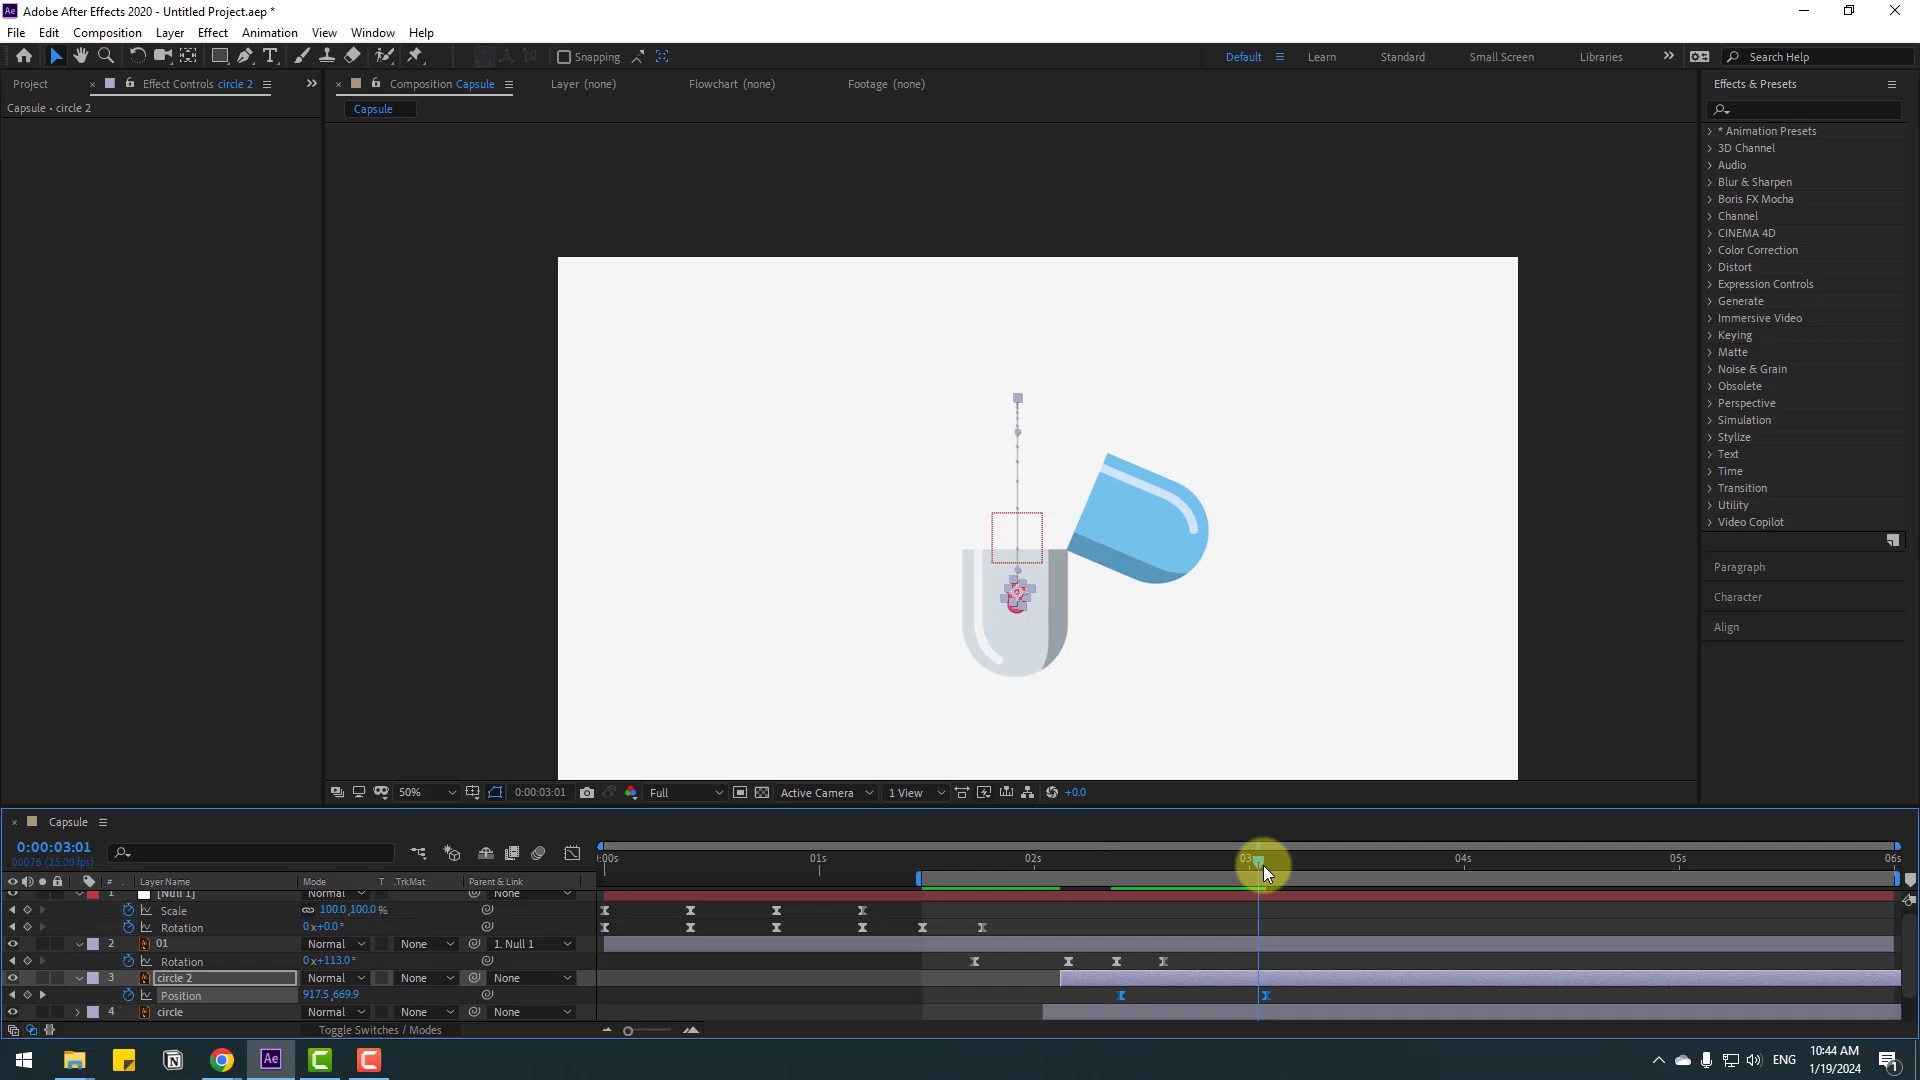 Adobe After Effects 2020 - Untitled Project.aep *
File Edit Composition Layer Effect Animation View Window Help
Snapping Default Learn Standard Small Screen Libraries Search Help
Project Effect Controls circle 2 Composition Capsule Layer (none) Flowchart (none) Footage (none) Effects & Presets
Capsule • circle 2 Capsule
* Animation Presets
3D Channel
Audio
Blur & Sharpen
Boris FX Mocha
Channel
CINEMA 4D
Color Correction
Distort
Expression Controls
Generate
Immersive Video
Keying
Matte
Noise & Grain
Obsolete
Perspective
Simulation
Stylize
Text
Time
Transition
Utility
Video Copilot
Paragraph
Character
Align
50% 0:00:03:01 Full Active Camera 1 View +0.0
Capsule
0:00:03:01
00076 (25.00 fps)
:00s 01s 02s 04s 05s 06s
# Layer Name Mode T .TrkMat Parent & Link
1 [Null 1] Normal None
Scale 100.0,100.0 %
Rotation 0x+0.0°
2 01 Normal None 1. Null 1
Rotation 0x+113.0°
3 circle 2 Normal None None
Position 917.5,669.9
4 circle Normal None None
Toggle Switches / Modes
Ae ENG 10:44 AM
1/19/2024
1